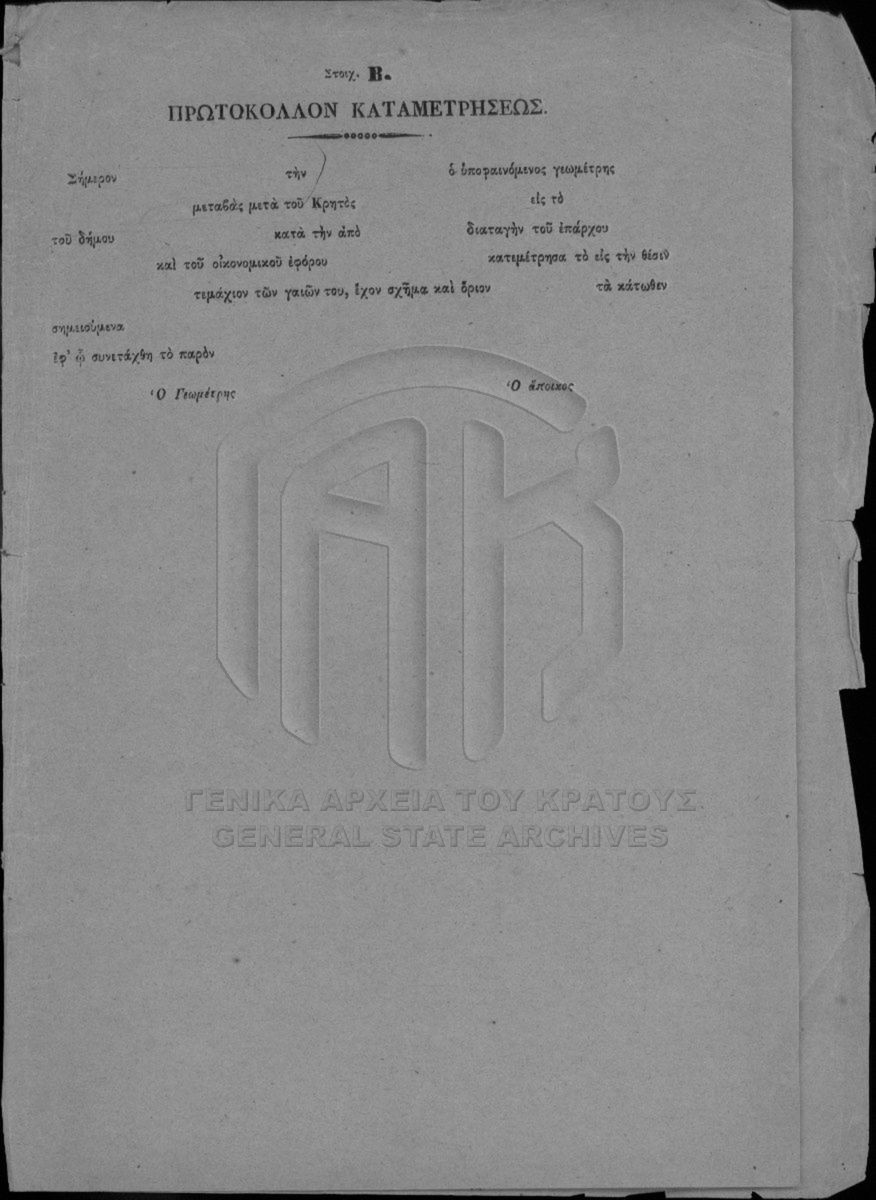 Στοιχ. Β.
ΠΡΩΤΟΚΟΛΛΟΝ ΚΑΤΑΜΕΤΡΗΣΕΩΣ.
Σήμερον τὴν ὁ ὑποφαινόμενος γεωμέτρης
μεταβὰς μετὰ τοῦ Κρητὸς εἰς τὸ
τοῦ δήμου κατὰ τὴν ἀπὸ διαταγὴν τοῦ ἐπάρχου
καὶ τοῦ οἰκονομικοῦ ἐφόρου κατεμέτρησα τὸ εἰς τὴν θέσιν
τεμάχιον τῶν γαιῶν του, ἔχον σχῆμα καὶ ὅριον τὰ κάτωθεν
σημειούμενα
ἐφ' ᾧ συνετάχθη τὸ παρὸν
Ὁ Γεωμέτρης Ὁ ἄποικος
ΓΕΝΙΚΑ ΑΡΧΕΙΑ ΤΟΥ ΚΡΑΤΟΥΣ
GENERAL STATE ARCHIVES